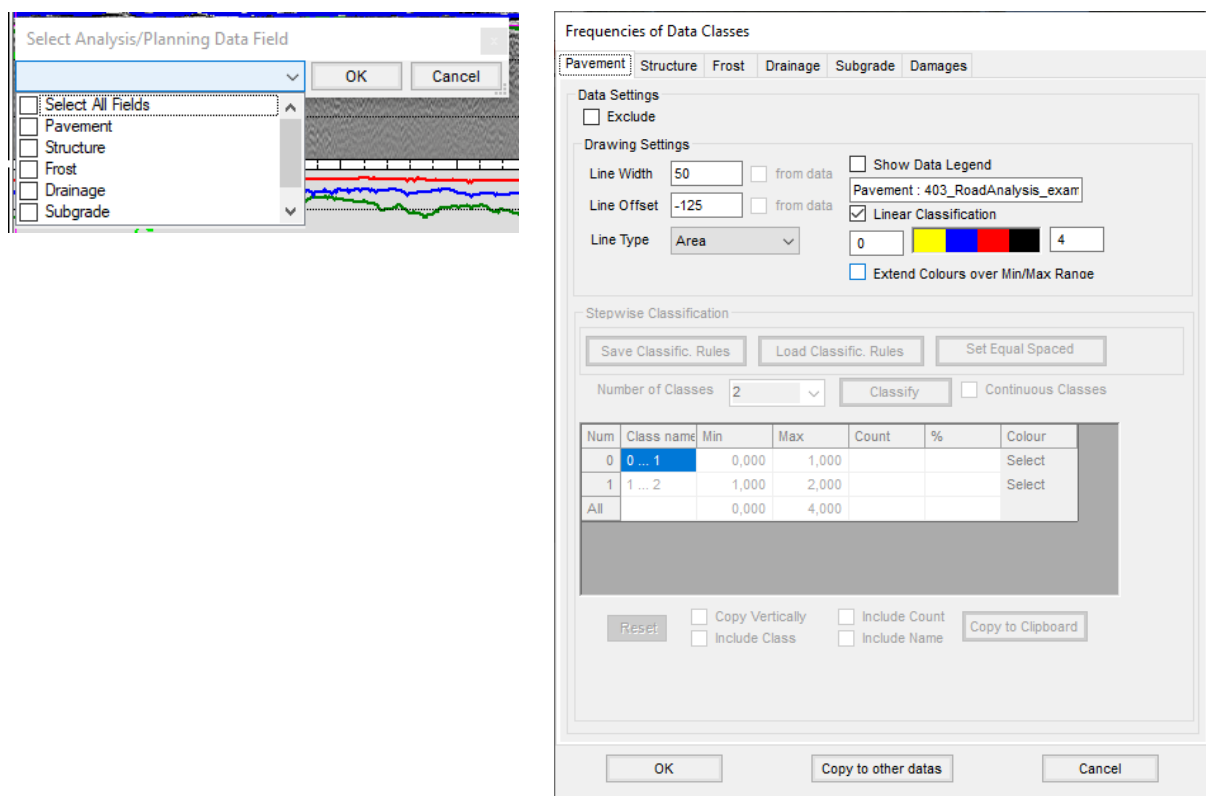 Select Analysis/Planning Data Field
x
OK Cancel
Select All Fields
Pavement
Structure
Frost
Drainage
Subgrade
Frequencies of Data Classes
Pavement Structure Frost Drainage Subgrade Damages
Data Settings
Exclude
Drawing Settings
Line Width 50 from data Show Data Legend
Pavement : 403_RoadAnalysis_exam
Line Offset -125 from data Linear Classification
Line Type Area 0 4
Extend Colours over Min/Max Range
Stepwise Classification
Save Classific. Rules Load Classific. Rules Set Equal Spaced
Number of Classes 2 Classify Continuous Classes
Num Class name Min Max Count % Colour
0 0 ... 1 0,000 1,000 Select
1 1 ... 2 1,000 2,000 Select
All 0,000 4,000
Reset Copy Vertically Include Count Copy to Clipboard
Include Class Include Name
OK Copy to other datas Cancel